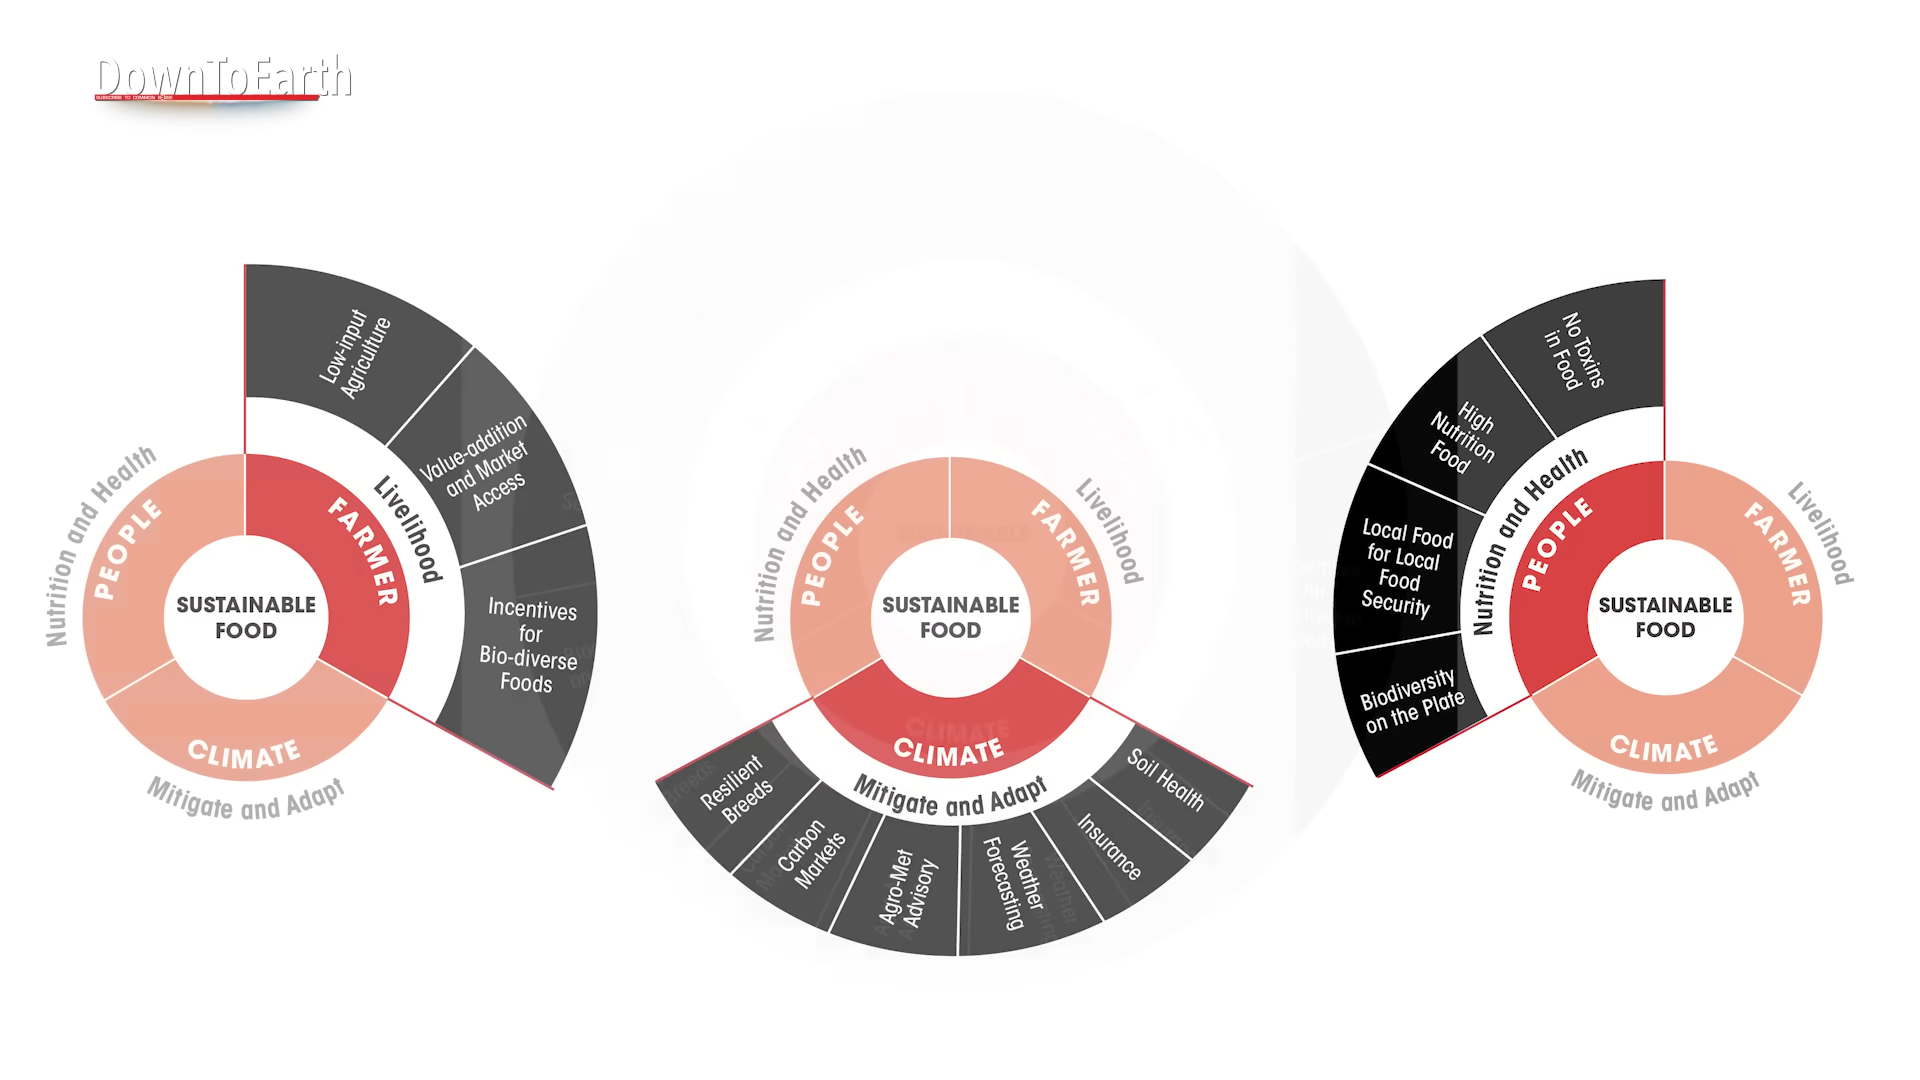 DownToEarth
SUBSCRIBE TO COMMON SENSE
Low-input
Agriculture
Value-addition
and Market
Access
Incentives
for
Bio-diverse
Foods
Livelihood
FARMER
Nutrition and Health
PEOPLE
SUSTAINABLE
FOOD
CLIMATE
Mitigate and Adapt
Nutrition and Health
PEOPLE
Livelihood
FARMER
SUSTAINABLE
FOOD
CLIMATE
Mitigate and Adapt
Resilient
Breeds
Carbon
Markets
Agro-Met
Advisory
Weather
Forecasting
Insurance
Soil Health
No Toxins
in Food
High
Nutrition
Food
Local Food
for Local
Food
Security
Biodiversity
on the Plate
Nutrition and Health
PEOPLE
Livelihood
FARMER
SUSTAINABLE
FOOD
CLIMATE
Mitigate and Adapt